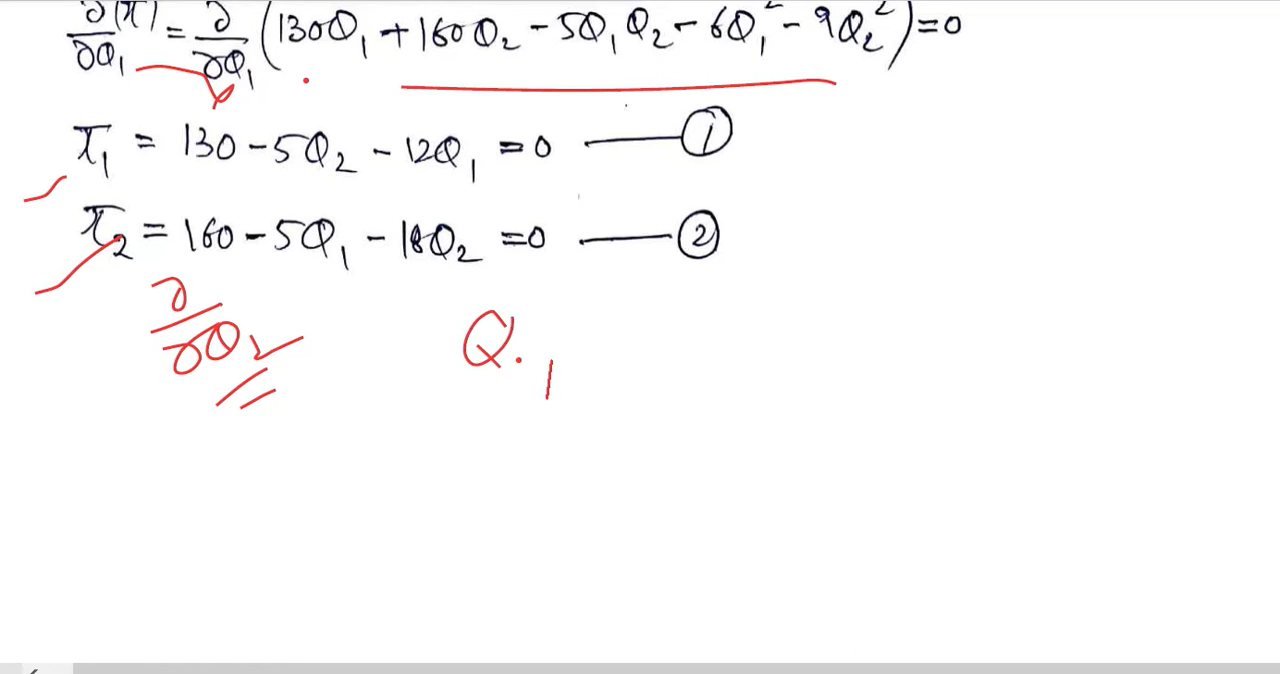 ∂(π)/∂Q₁ = ∂/∂Q₁ (130Q₁ + 160Q₂ - 5Q₁Q₂ - 6Q₁² - 9Q₂²) = 0
π₁ = 130 - 5Q₂ - 12Q₁ = 0 —— ①
π₂ = 160 - 5Q₁ - 18Q₂ = 0 —— ②
∂/∂Q₂
Q. 1